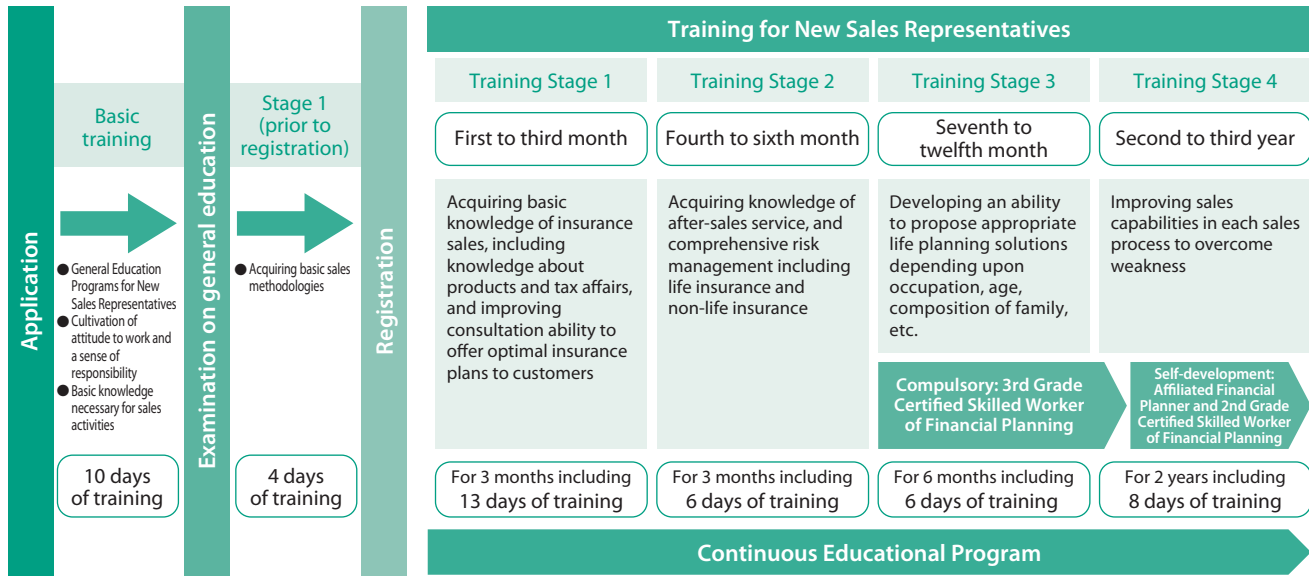 Application
Basic
training
● General Education
Programs for New
Sales Representatives
● Cultivation of
attitude to work and
a sense of
responsibility
● Basic knowledge
necessary for sales
activities
10 days
of training
Examination on general education
Stage 1
(prior to
registration)
● Acquiring basic sales
methodologies
4 days
of training
Registration
Training for New Sales Representatives
Training Stage 1
First to third month
Acquiring basic
knowledge of insurance
sales, including
knowledge about
products and tax affairs,
and improving
consultation ability to
offer optimal insurance
plans to customers
For 3 months including
13 days of training
Training Stage 2
Fourth to sixth month
Acquiring knowledge of
after-sales service, and
comprehensive risk
management including
life insurance and
non-life insurance
For 3 months including
6 days of training
Training Stage 3
Seventh to
twelfth month
Developing an ability
to propose appropriate
life planning solutions
depending upon
occupation, age,
composition of family,
etc.
Compulsory: 3rd Grade
Certified Skilled Worker
of Financial Planning
For 6 months including
6 days of training
Training Stage 4
Second to third year
Improving sales
capabilities in each sales
process to overcome
weakness
Self-development:
Affiliated Financial
Planner and 2nd Grade
Certified Skilled Worker
of Financial Planning
For 2 years including
8 days of training
Continuous Educational Program